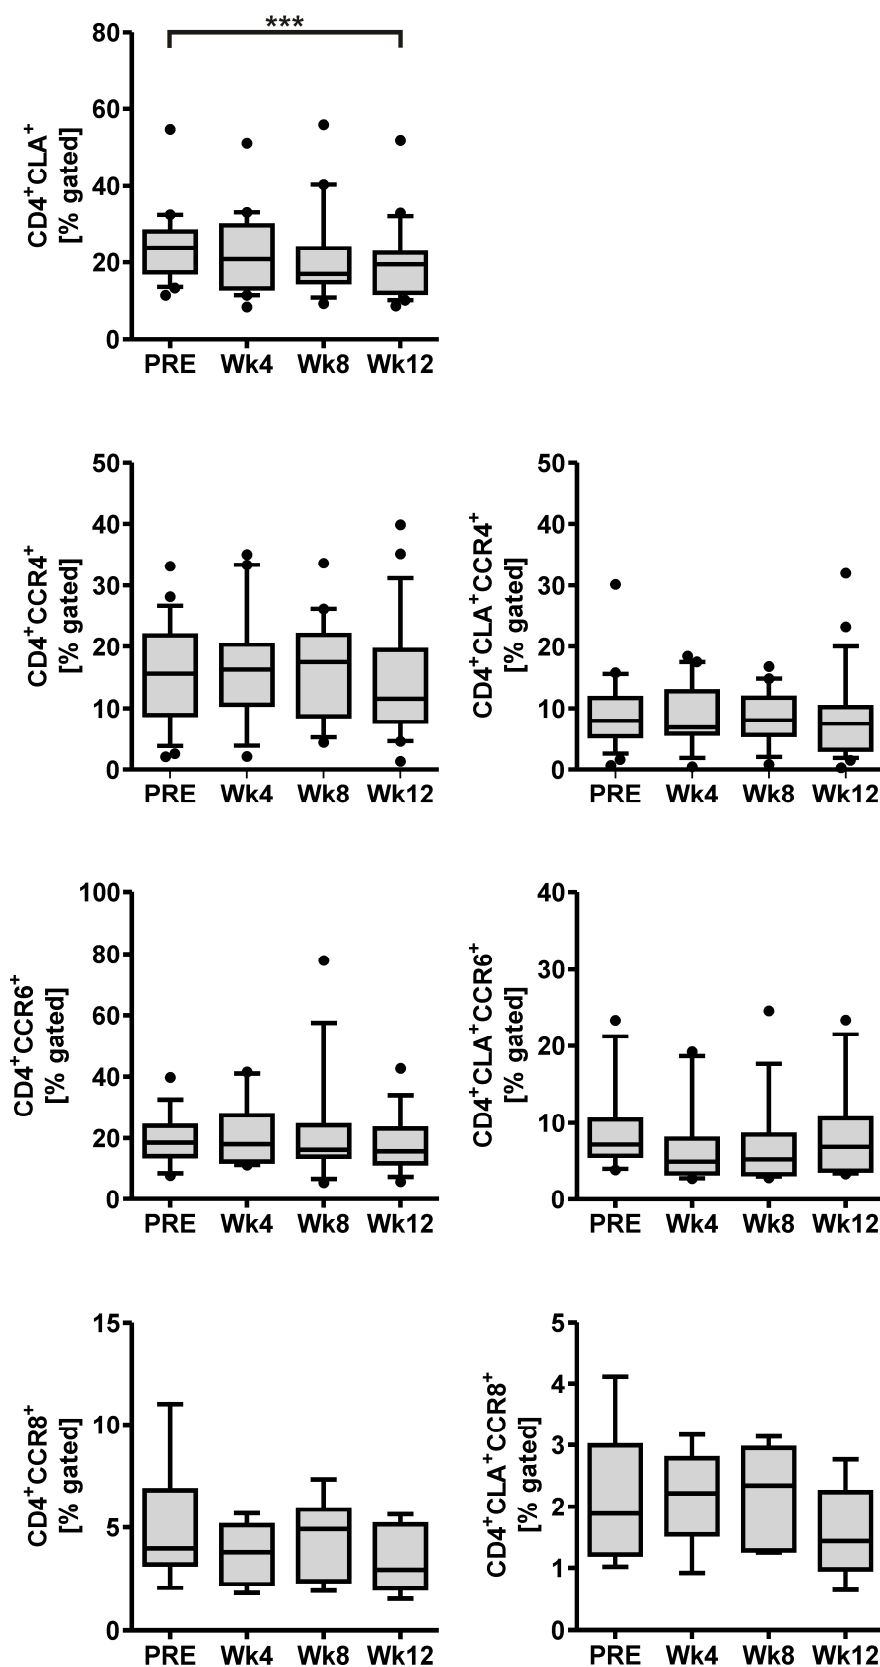 ***
80
60
40
20
0
CD4⁺CLA⁺
[% gated]
PRE Wk4 Wk8 Wk12
50
40
30
20
10
0
CD4⁺CCR4⁺
[% gated]
PRE Wk4 Wk8 Wk12
50
40
30
20
10
0
CD4⁺CLA⁺CCR4⁺
[% gated]
PRE Wk4 Wk8 Wk12
100
80
60
40
20
0
CD4⁺CCR6⁺
[% gated]
PRE Wk4 Wk8 Wk12
40
30
20
10
0
CD4⁺CLA⁺CCR6⁺
[% gated]
PRE Wk4 Wk8 Wk12
15
10
5
0
CD4⁺CCR8⁺
[% gated]
PRE Wk4 Wk8 Wk12
5
4
3
2
1
0
CD4⁺CLA⁺CCR8⁺
[% gated]
PRE Wk4 Wk8 Wk12